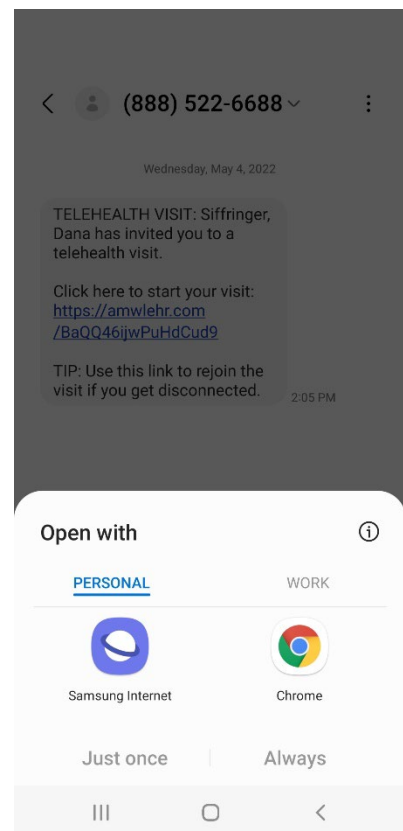 (888) 522-6688
Wednesday, May 4, 2022
TELEHEALTH VISIT: Siffringer,
Dana has invited you to a
telehealth visit.
Click here to start your visit:
https://amwlehr.com
/BaQQ46ijwPuHdCud9
TIP: Use this link to rejoin the
visit if you get disconnected.
2:05 PM
Open with
PERSONAL
WORK
Samsung Internet
Chrome
Just once
Always